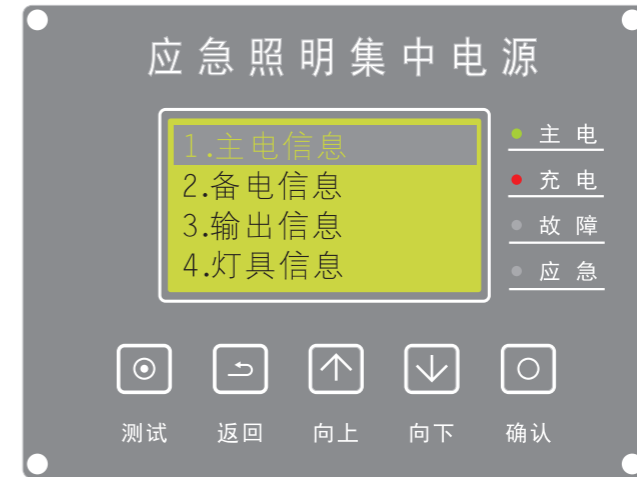 应急照明集中电源
1.主电信息
2.备电信息
3.输出信息
4.灯具信息
主电
充电
故障
应急
测试 返回 向上 向下 确认